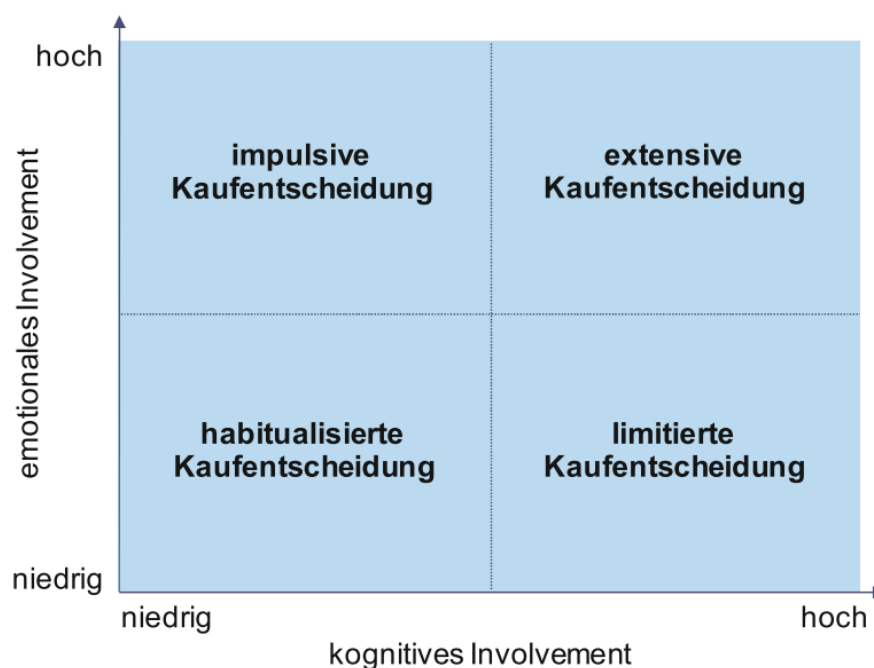 hoch
impulsive
Kaufentscheidung
extensive
Kaufentscheidung
emotionales Involvement
habitualisierte
Kaufentscheidung
limitierte
Kaufentscheidung
niedrig
niedrig
hoch
kognitives Involvement